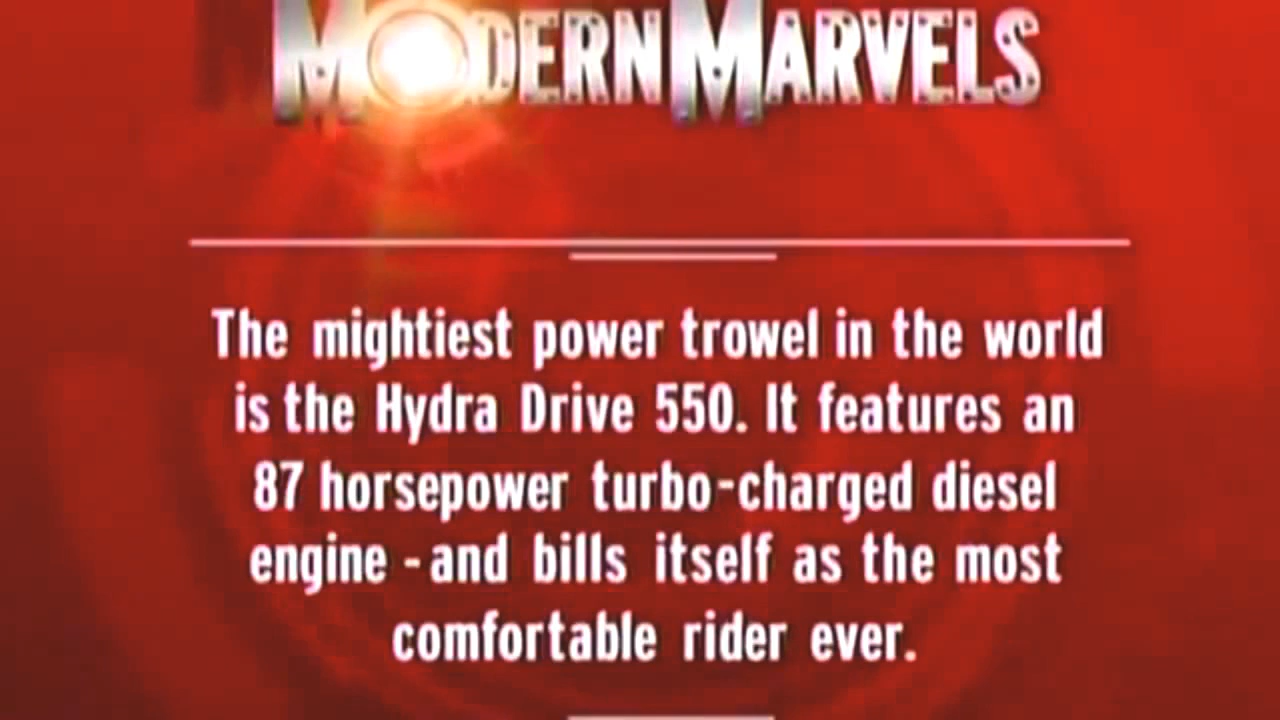 MODERN MARVELS
The mightiest power trowel in the world
is the Hydra Drive 550. It features an
87 horsepower turbo-charged diesel
engine - and bills itself as the most
comfortable rider ever.